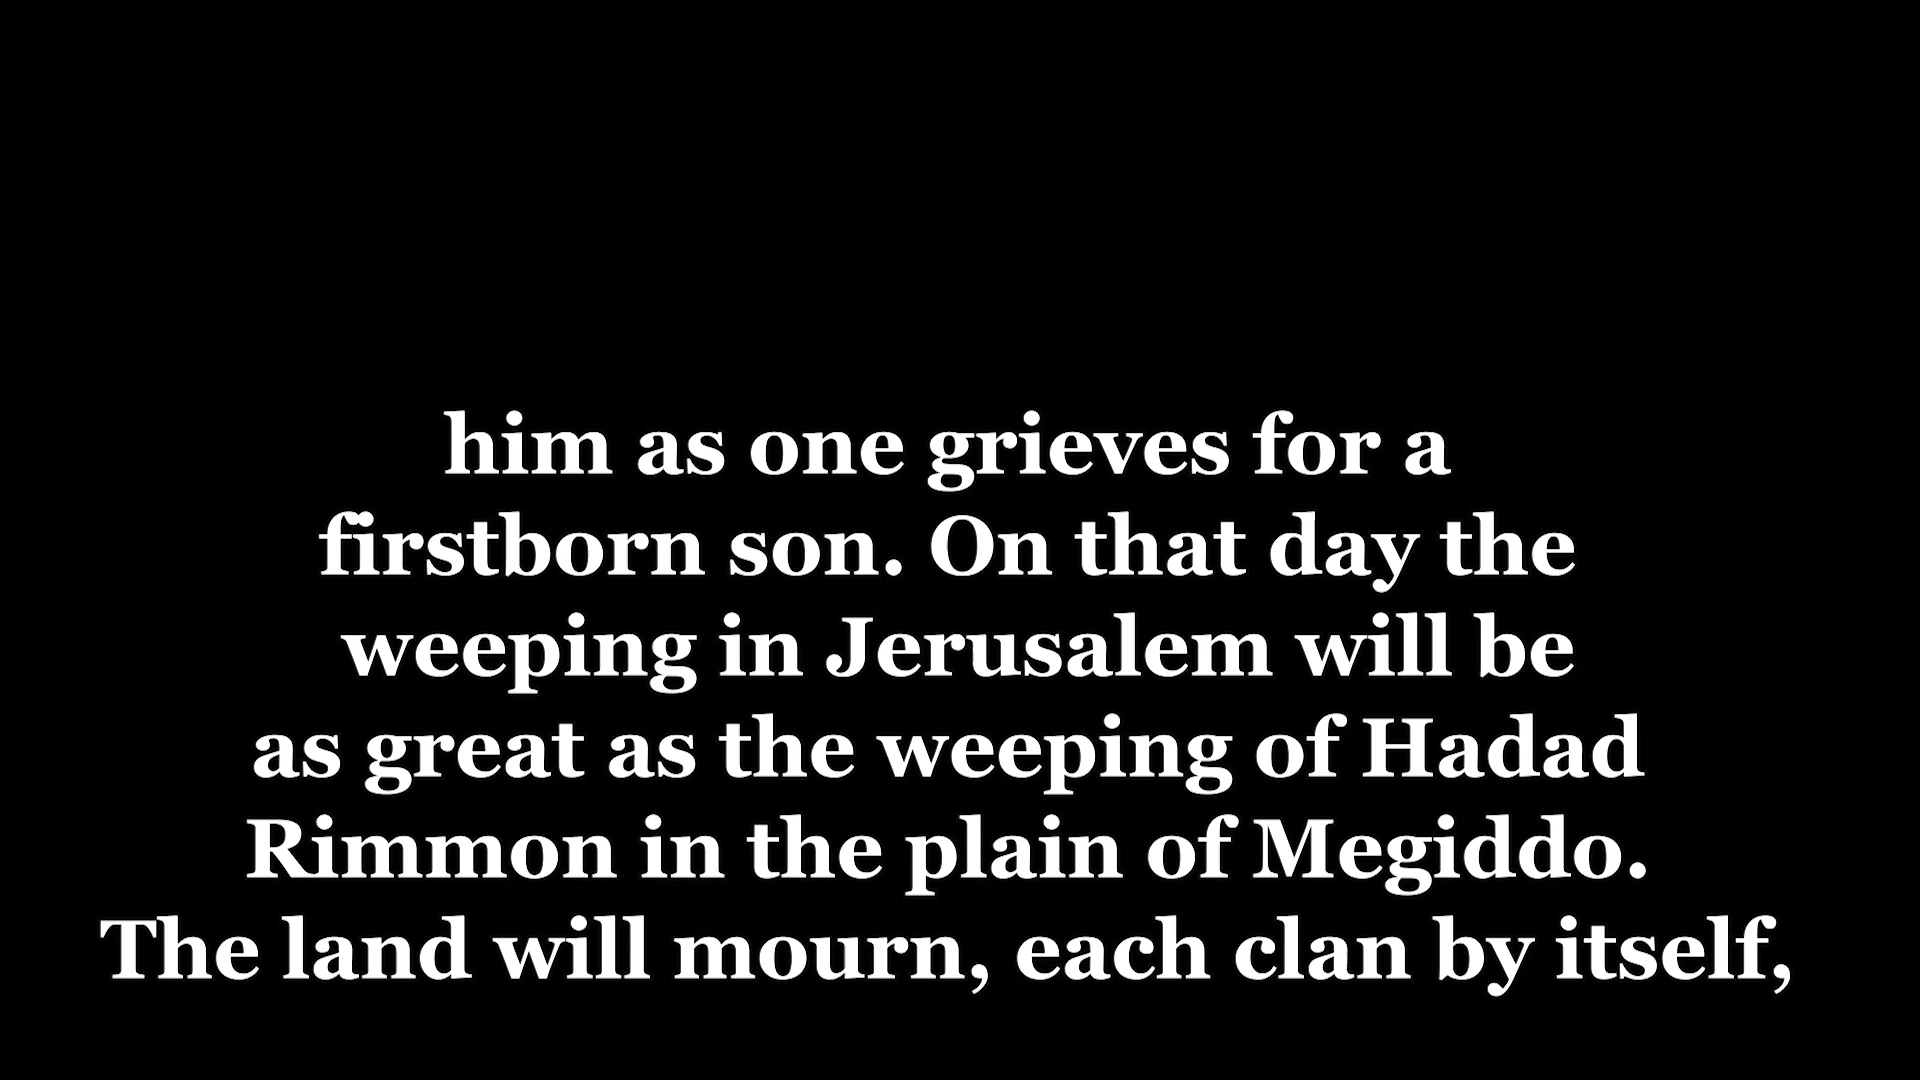 him as one grieves for a
firstborn son. On that day the
weeping in Jerusalem will be
as great as the weeping of Hadad
Rimmon in the plain of Megiddo.
The land will mourn, each clan by itself,